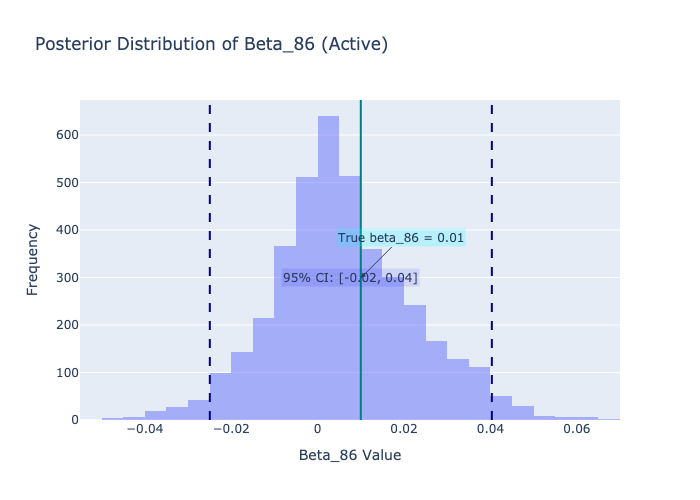 Posterior Distribution of Beta_86 (Active)
600
500
400
300
200
100
0
Frequency
True beta_86 = 0.01
95% CI: [-0.02, 0.04]
−0.04
−0.02
0
0.02
0.04
0.06
Beta_86 Value